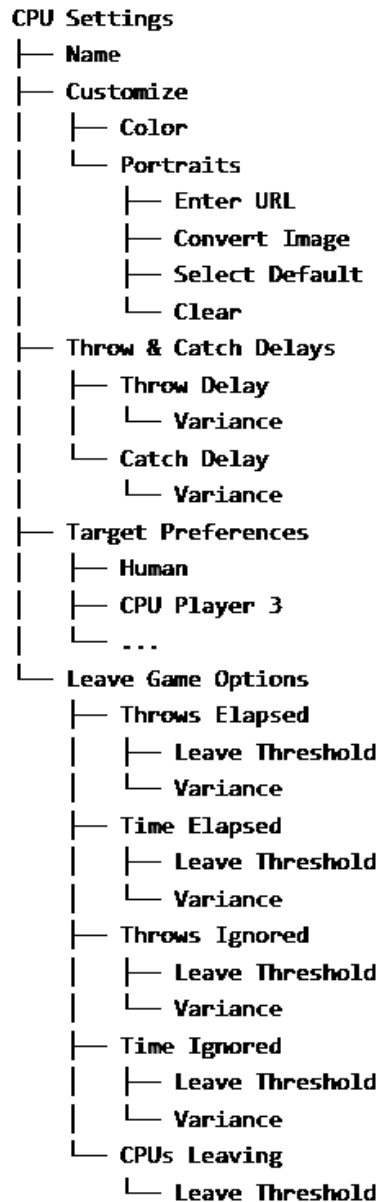 CPU Settings
├── Name
├── Customize
│   ├── Color
│   └── Portraits
│       ├── Enter URL
│       ├── Convert Image
│       ├── Select Default
│       └── Clear
├── Throw & Catch Delays
│   ├── Throw Delay
│   │   └── Variance
│   └── Catch Delay
│       └── Variance
├── Target Preferences
│   ├── Human
│   ├── CPU Player 3
│   └── ...
└── Leave Game Options
    ├── Throws Elapsed
    │   ├── Leave Threshold
    │   └── Variance
    ├── Time Elapsed
    │   ├── Leave Threshold
    │   └── Variance
    ├── Throws Ignored
    │   ├── Leave Threshold
    │   └── Variance
    ├── Time Ignored
    │   ├── Leave Threshold
    │   └── Variance
    └── CPUs Leaving
        └── Leave Threshold